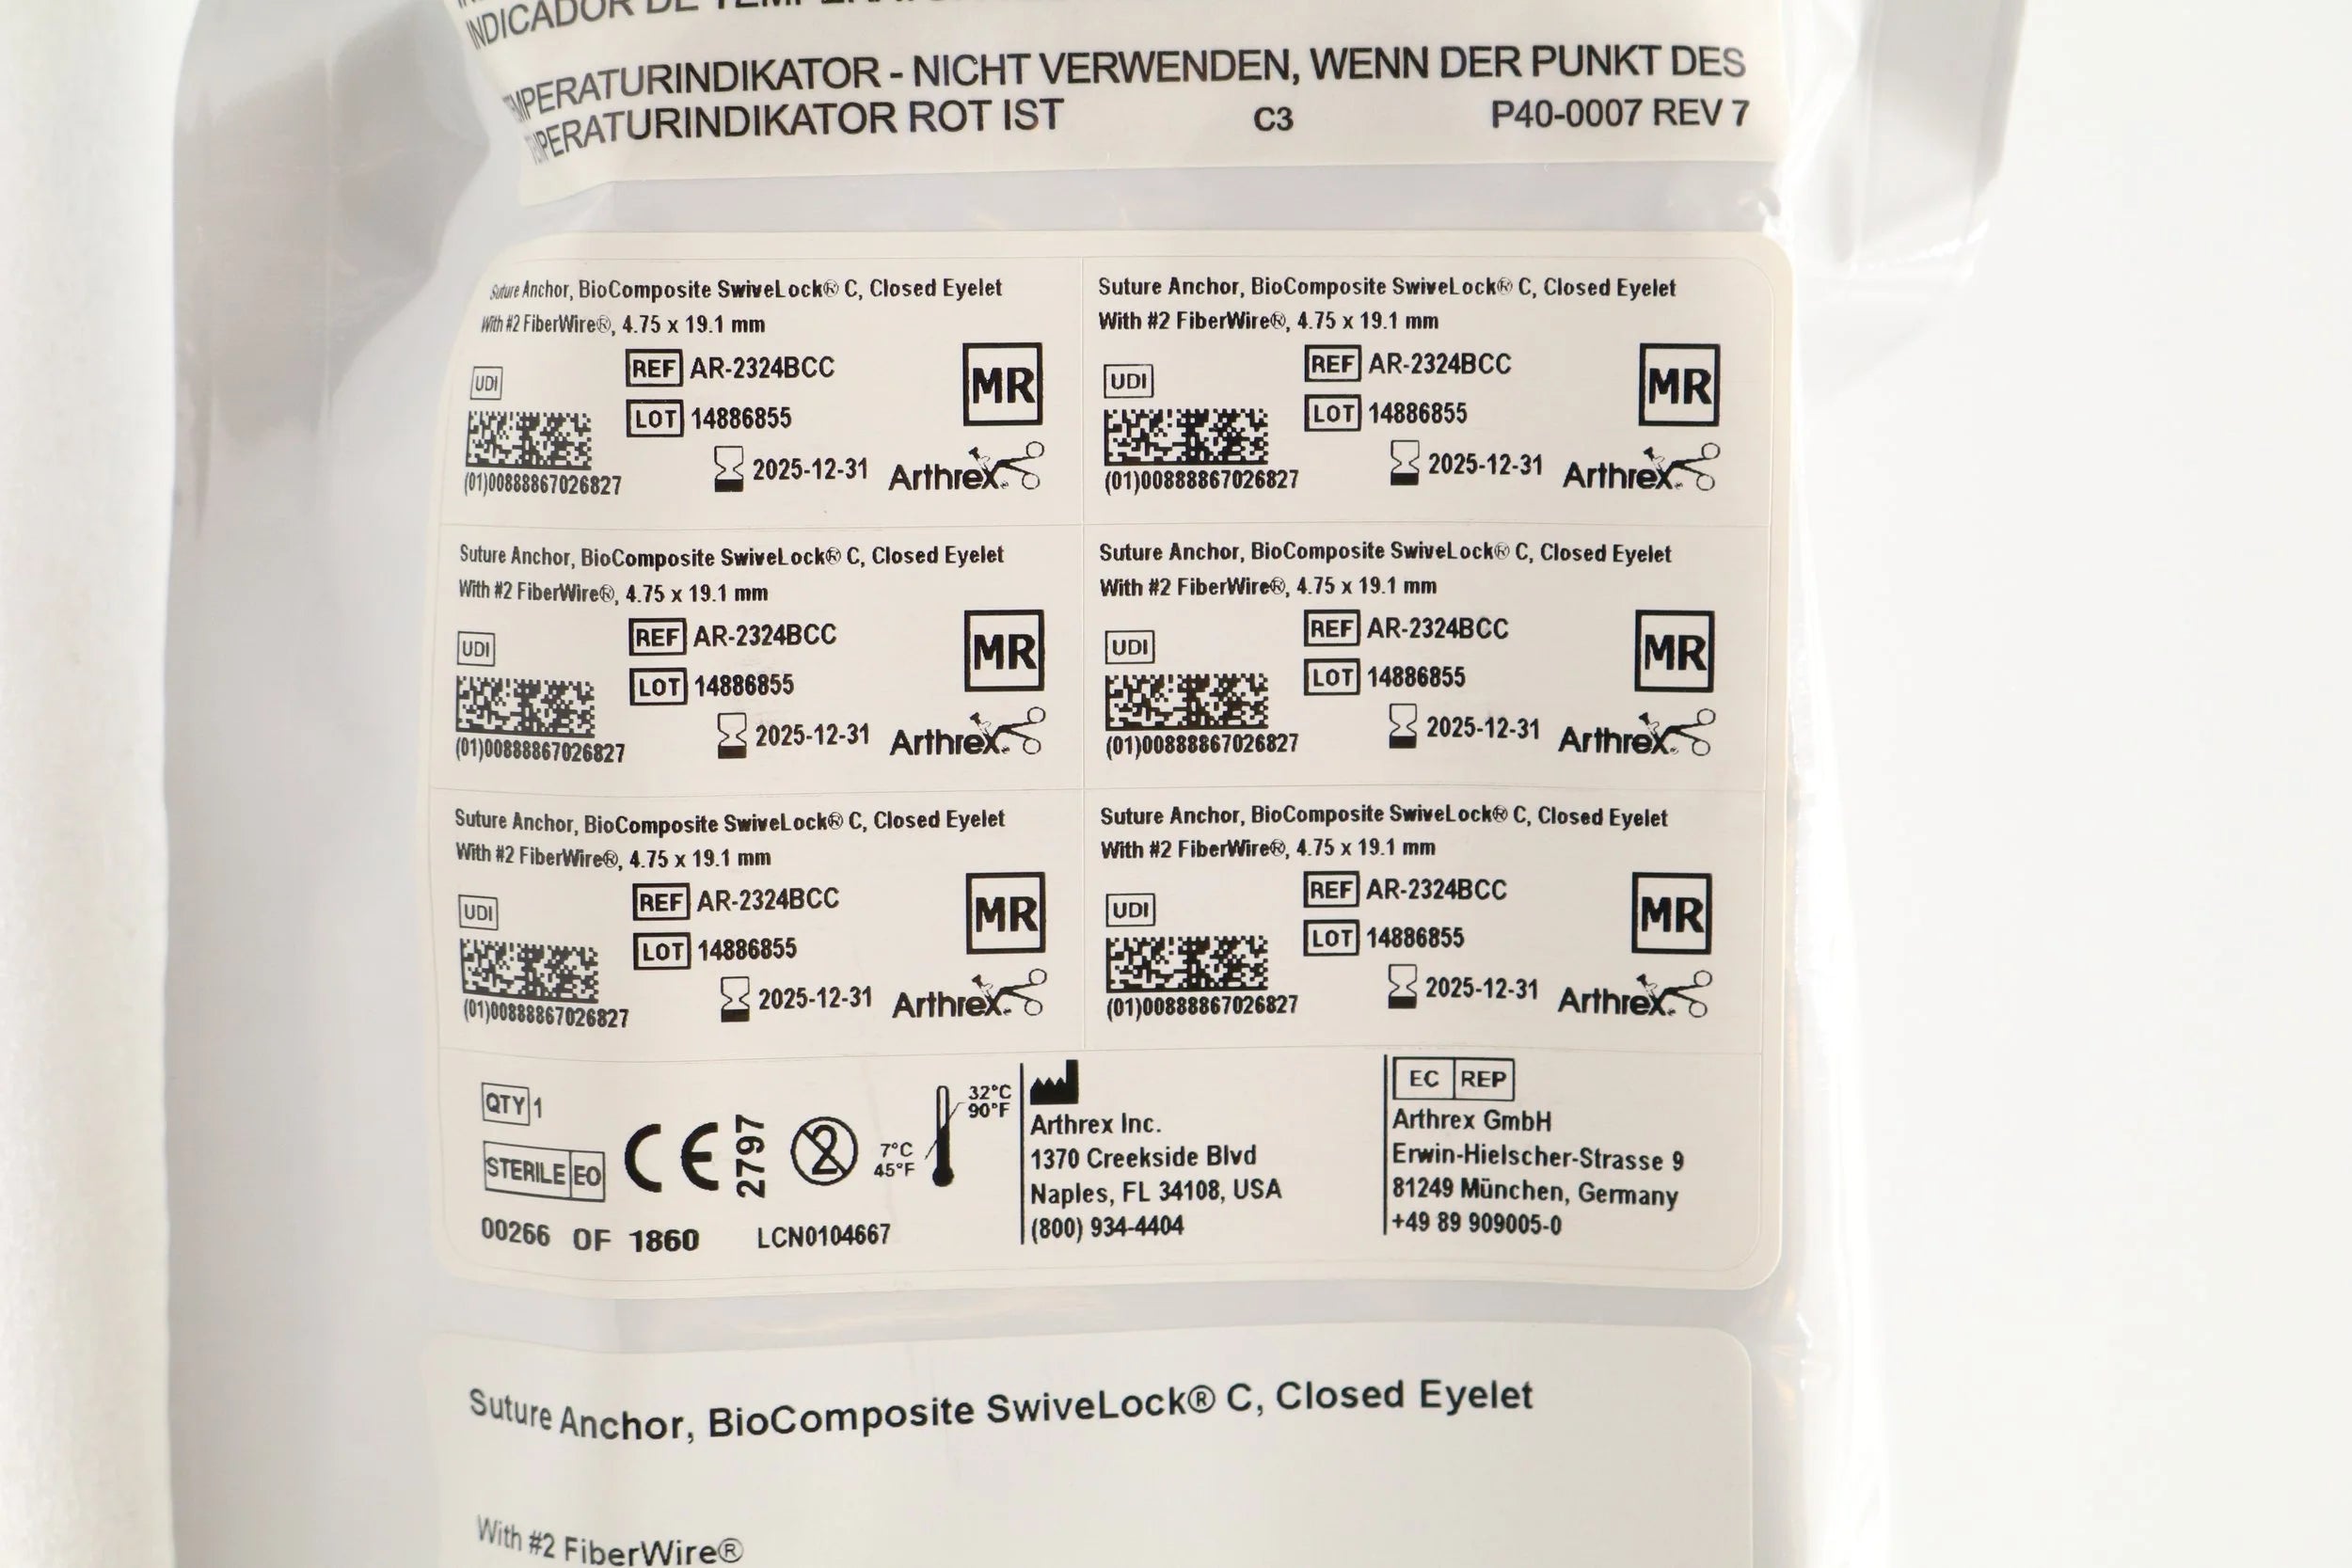 INDICADOR DE
MPERATURINDIKATOR - NICHT VERWENDEN, WENN DER PUNKT DES
PERATURINDIKATOR ROT IST C3 P40-0007 REV 7
Suture Anchor, BioComposite SwiveLock® C, Closed Eyelet
With #2 FiberWire®, 4.75 x 19.1 mm
UDI
REF AR-2324BCC
MR
LOT 14886855
2025-12-31 Arthrex
(01)00888867026827
Suture Anchor, BioComposite SwiveLock® C, Closed Eyelet
With #2 FiberWire®, 4.75 x 19.1 mm
UDI
REF AR-2324BCC
MR
LOT 14886855
2025-12-31 Arthrex
(01)00888867026827
Suture Anchor, BioComposite SwiveLock® C, Closed Eyelet
With #2 FiberWire®, 4.75 x 19.1 mm
UDI
REF AR-2324BCC
MR
LOT 14886855
2025-12-31 Arthrex
(01)00888867026827
Suture Anchor, BioComposite SwiveLock® C, Closed Eyelet
With #2 FiberWire®, 4.75 x 19.1 mm
UDI
REF AR-2324BCC
MR
LOT 14886855
2025-12-31 Arthrex
(01)00888867026827
Suture Anchor, BioComposite SwiveLock® C, Closed Eyelet
With #2 FiberWire®, 4.75 x 19.1 mm
UDI
REF AR-2324BCC
MR
LOT 14886855
2025-12-31 Arthrex
(01)00888867026827
Suture Anchor, BioComposite SwiveLock® C, Closed Eyelet
With #2 FiberWire®, 4.75 x 19.1 mm
UDI
REF AR-2324BCC
MR
LOT 14886855
2025-12-31 Arthrex
(01)00888867026827
QTY 1
STERILE EO
CE 2797
2
7°C
45°F
32°C
90°F
00266 OF 1860 LCN0104667
Arthrex Inc.
1370 Creekside Blvd
Naples, FL 34108, USA
(800) 934-4404
EC REP
Arthrex GmbH
Erwin-Hielscher-Strasse 9
81249 München, Germany
+49 89 909005-0
Suture Anchor, BioComposite SwiveLock® C, Closed Eyelet
With #2 FiberWire®